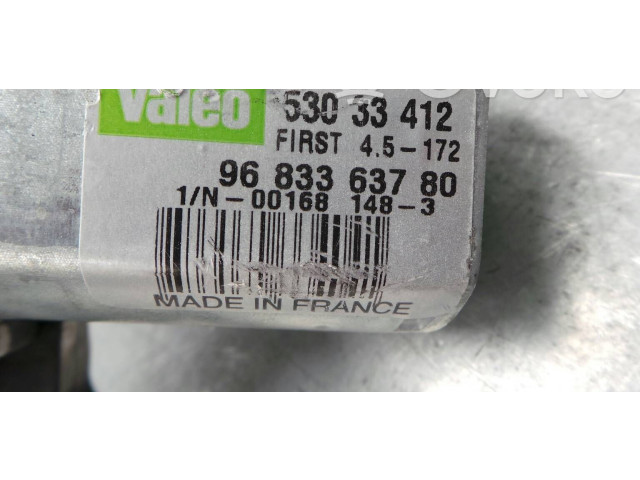 Valeo 530 33 412
FIRST 4.5-172
96 833 637 80
1/N-00168 148-3
MADE IN FRANCE